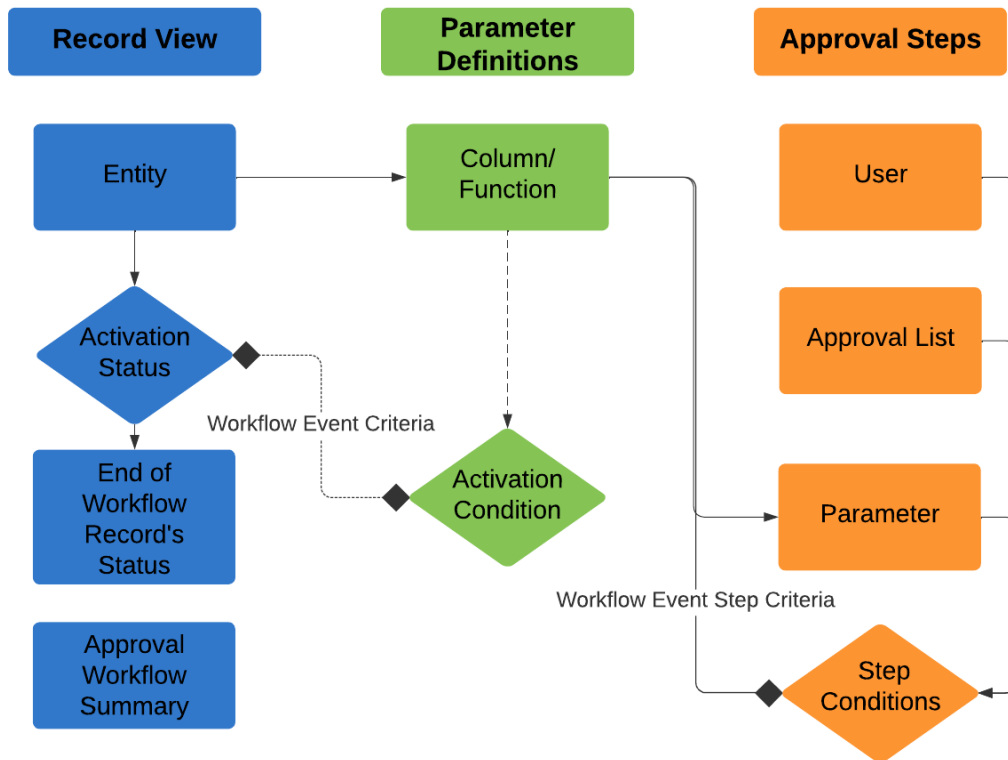 Record View
Parameter
Definitions
Approval Steps
Entity
Column/
Function
User
Activation
Status
Approval List
Workflow Event Criteria
End of
Workflow
Record's
Status
Activation
Condition
Parameter
Workflow Event Step Criteria
Approval
Workflow
Summary
Step
Conditions